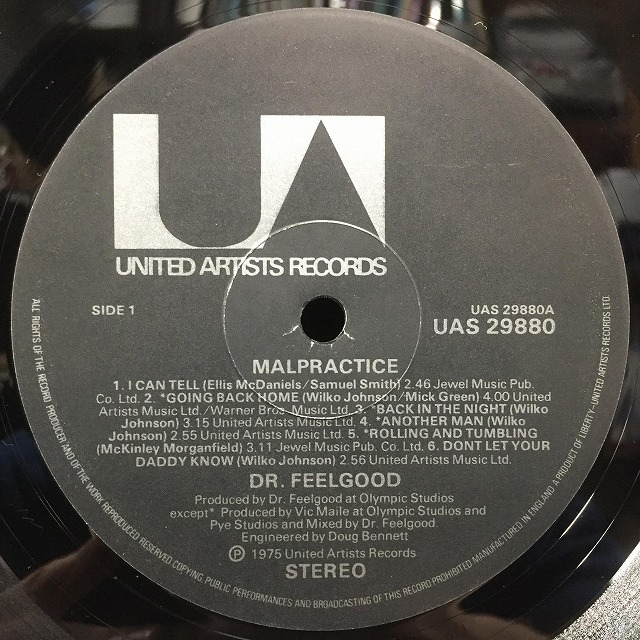 UA
UNITED ARTISTS RECORDS
SIDE 1
UAS 29880A
UAS 29880
MALPRACTICE
1. I CAN TELL (Ellis McDaniels/Samuel Smith) 2.46 Jewel Music Pub.
Co. Ltd. 2. *GOING BACK HOME (Wilko Johnson/Mick Green) 4.00 United
Artists Music Ltd./Warner Bros. Music Ltd. 3. *BACK IN THE NIGHT (Wilko
Johnson) 3.15 United Artists Music Ltd. 4. *ANOTHER MAN (Wilko
Johnson) 2.55 United Artists Music Ltd. 5. *ROLLING AND TUMBLING
(McKinley Morganfield) 3.11 Jewel Music Pub. Co. Ltd. 6. DONT LET YOUR
DADDY KNOW (Wilko Johnson) 2.56 United Artists Music Ltd.
DR. FEELGOOD
Produced by Dr. Feelgood at Olympic Studios
except* Produced by Vic Maile at Olympic Studios and
Pye Studios and Mixed by Dr. Feelgood.
Engineered by Doug Bennett
Ⓟ 1975 United Artists Records
STEREO
ALL RIGHTS OF THE RECORD PRODUCER AND OF THE WORK REPRODUCED RESERVED COPYING, PUBLIC PERFORMANCES AND BROADCASTING OF THIS RECORD PROHIBITED MANUFACTURED IN ENGLAND. A PRODUCT OF LIBERTY-UNITED ARTISTS RECORDS LTD.